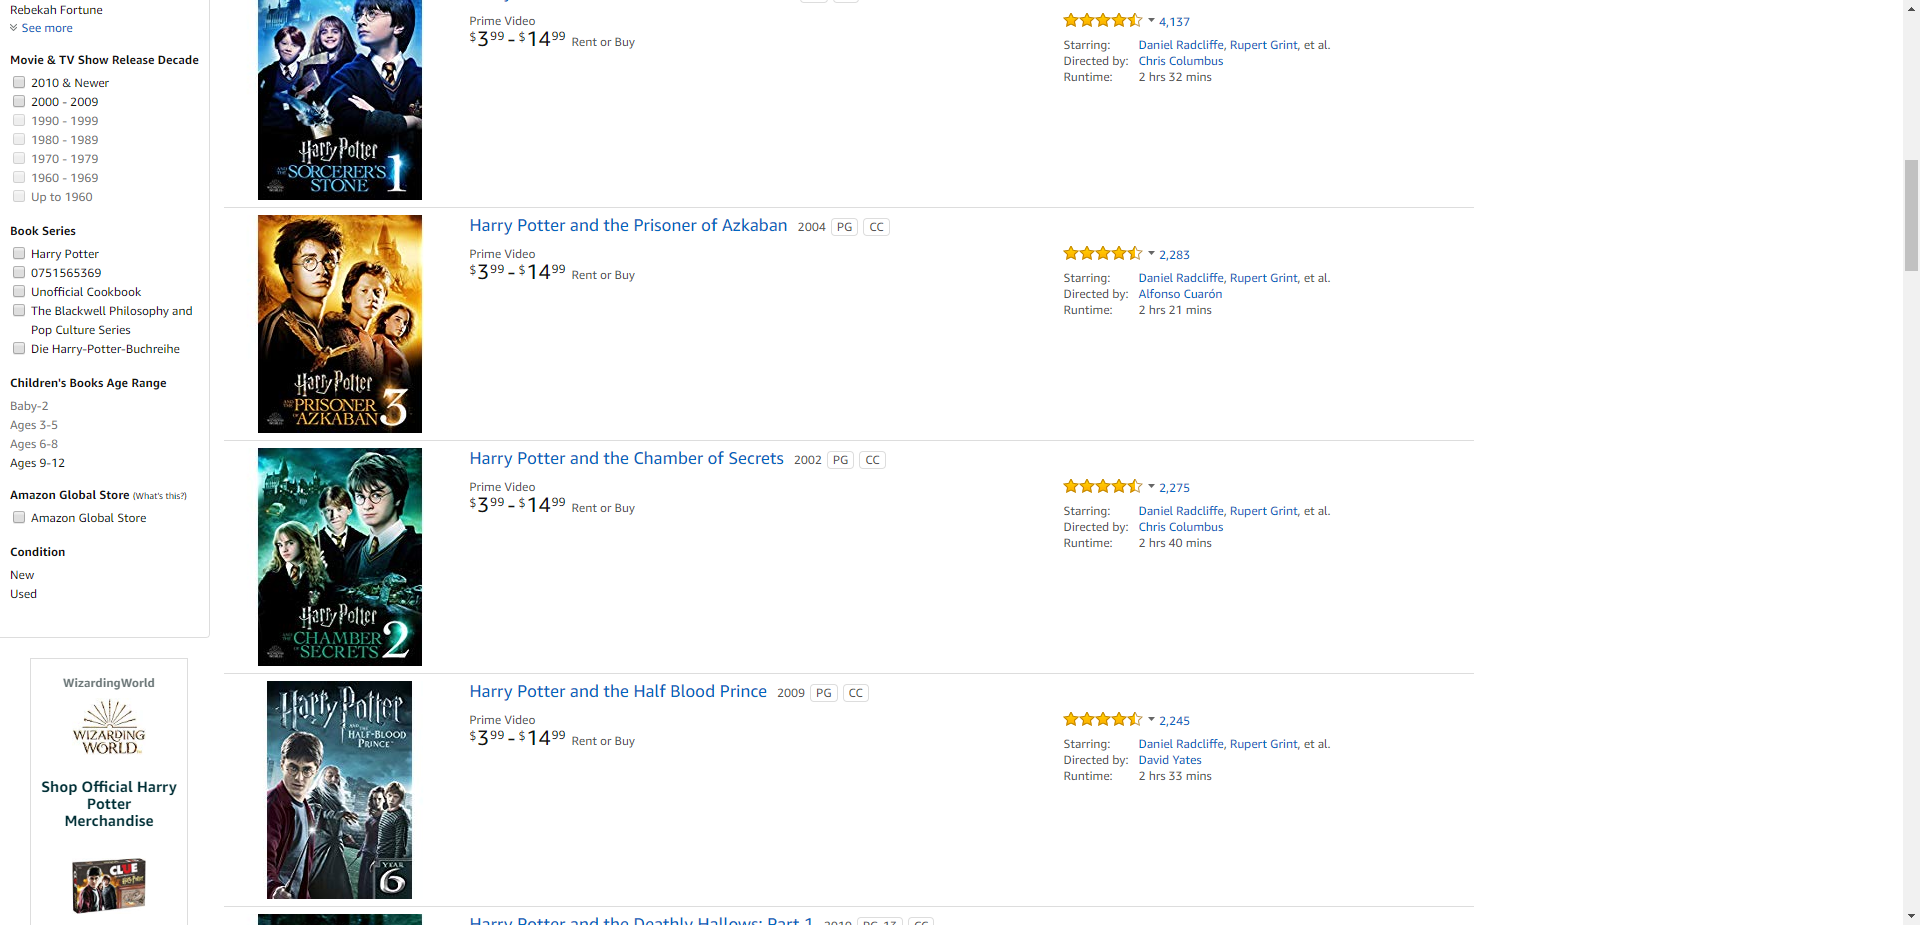 Rebekah Fortune
See more
Movie & TV Show Release Decade
2010 & Newer
2000 - 2009
1990 - 1999
1980 - 1989
1970 - 1979
1960 - 1969
Up to 1960
Book Series
Harry Potter
0751565369
Unofficial Cookbook
The Blackwell Philosophy and
Pop Culture Series
Die Harry-Potter-Buchreihe
Children's Books Age Range
Baby-2
Ages 3-5
Ages 6-8
Ages 9-12
Amazon Global Store (What's this?)
Amazon Global Store
Condition
New
Used
WizardingWorld
WIZARDING
WORLD
Shop Official Harry
Potter
Merchandise
CLUE
Harry Potter
AND THE
SORCERER'S
STONE 1
Prime Video
$3.99 - $14.99 Rent or Buy
4,137
Starring: Daniel Radcliffe, Rupert Grint, et al.
Directed by: Chris Columbus
Runtime: 2 hrs 32 mins
Harry Potter
AND THE
PRISONER
OF AZKABAN 3
Harry Potter and the Prisoner of Azkaban 2004 PG CC
Prime Video
$3.99 - $14.99 Rent or Buy
2,283
Starring: Daniel Radcliffe, Rupert Grint, et al.
Directed by: Alfonso Cuarón
Runtime: 2 hrs 21 mins
Harry Potter
AND THE
CHAMBER
OF SECRETS 2
Harry Potter and the Chamber of Secrets 2002 PG CC
Prime Video
$3.99 - $14.99 Rent or Buy
2,275
Starring: Daniel Radcliffe, Rupert Grint, et al.
Directed by: Chris Columbus
Runtime: 2 hrs 40 mins
Harry Potter
AND THE
HALF-BLOOD
PRINCE
YEAR
6
Harry Potter and the Half Blood Prince 2009 PG CC
Prime Video
$3.99 - $14.99 Rent or Buy
2,245
Starring: Daniel Radcliffe, Rupert Grint, et al.
Directed by: David Yates
Runtime: 2 hrs 33 mins
Harry Potter and the Deathly Hallows: Part 1 2010 PG-13 CC